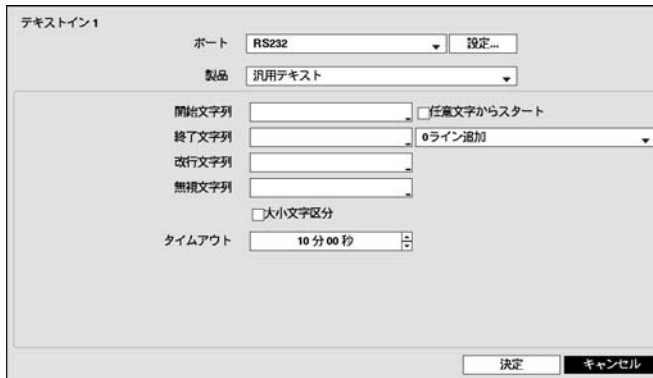 テキストイン 1
ポート RS232 設定...
製品 汎用テキスト
開始文字列 任意文字からスタート
終了文字列 0ライン追加
改行文字列
無視文字列
大小文字区分
タイムアウト 10 分 00 秒
決定 キャンセル